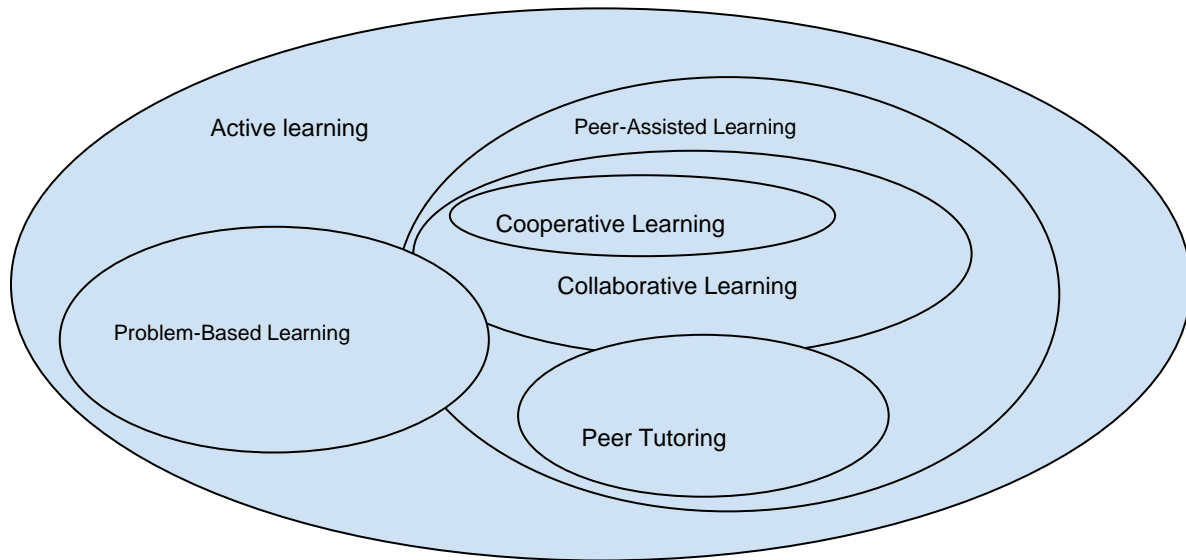 Active learning
Peer-Assisted Learning
Cooperative Learning
Collaborative Learning
Problem-Based Learning
Peer Tutoring